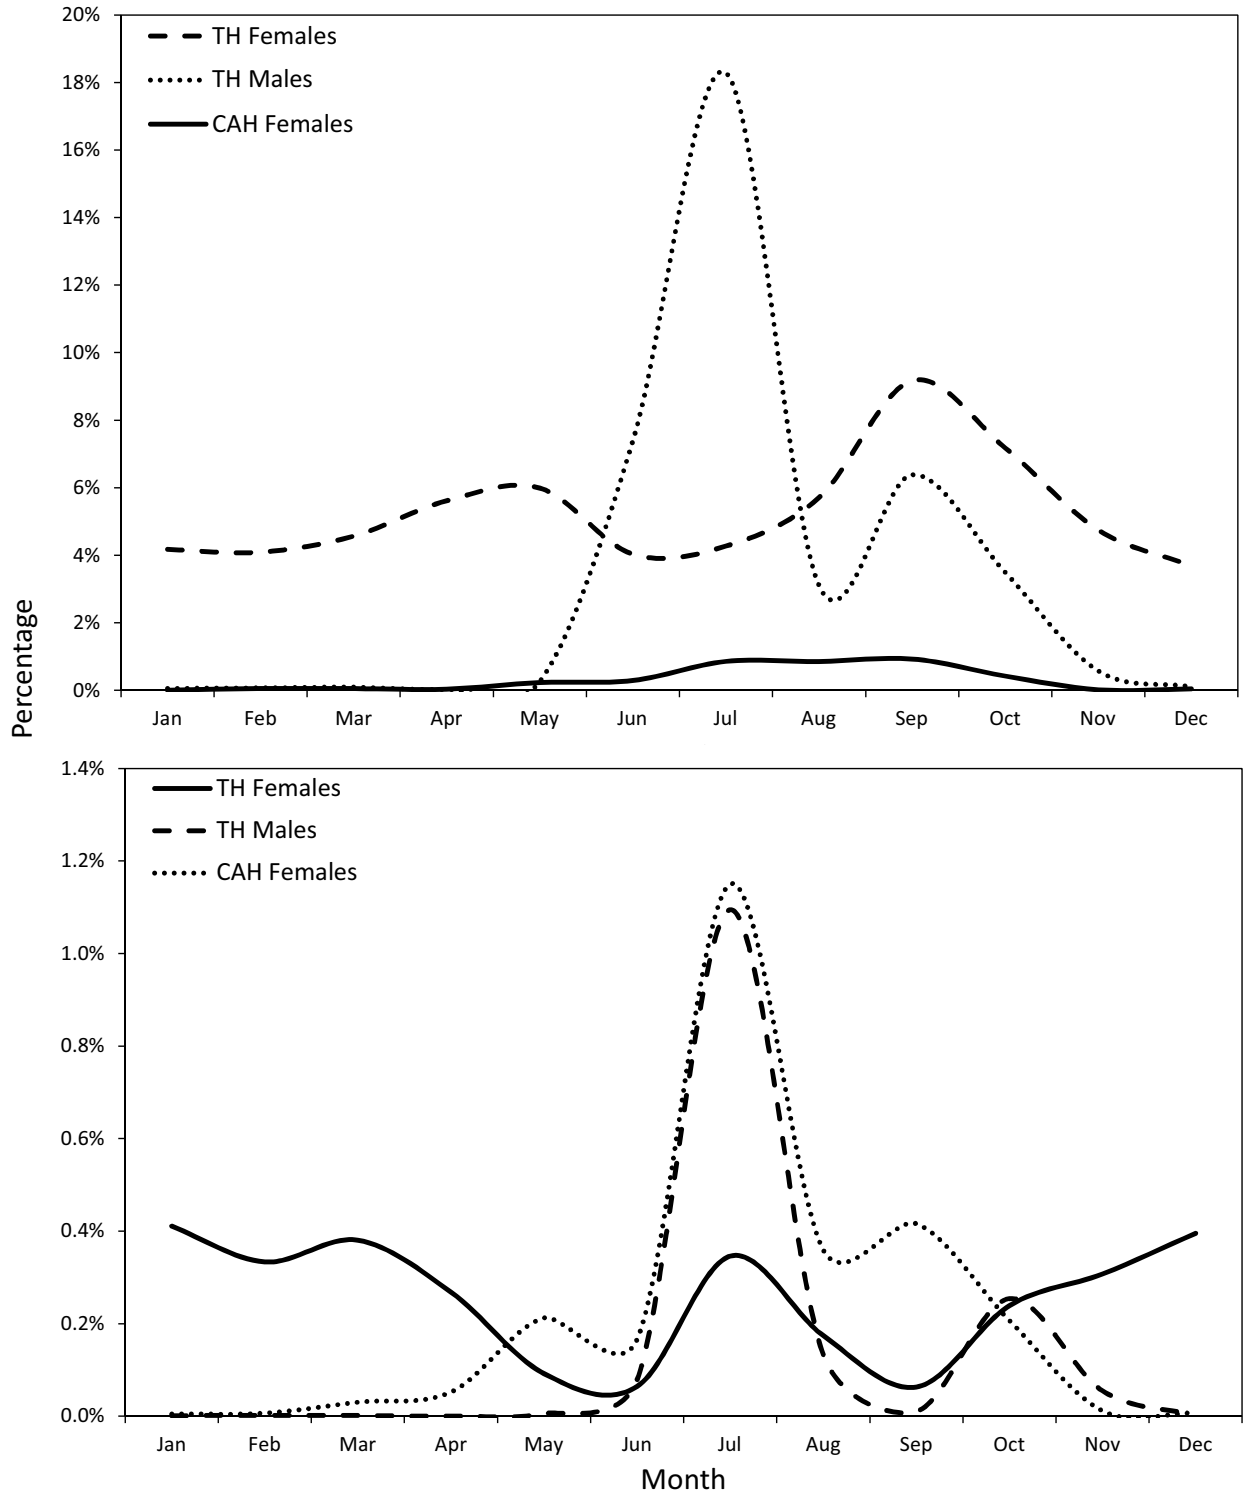 20%
TH Females
18%
TH Males
16%
CAH Females
14%
12%
10%
8%
6%
4%
2%
0%
Jan Feb Mar Apr May Jun Jul Aug Sep Oct Nov Dec
Percentage
1.4%
TH Females
TH Males
1.2%
CAH Females
1.0%
0.8%
0.6%
0.4%
0.2%
0.0%
Jan Feb Mar Apr May Jun Jul Aug Sep Oct Nov Dec
Month